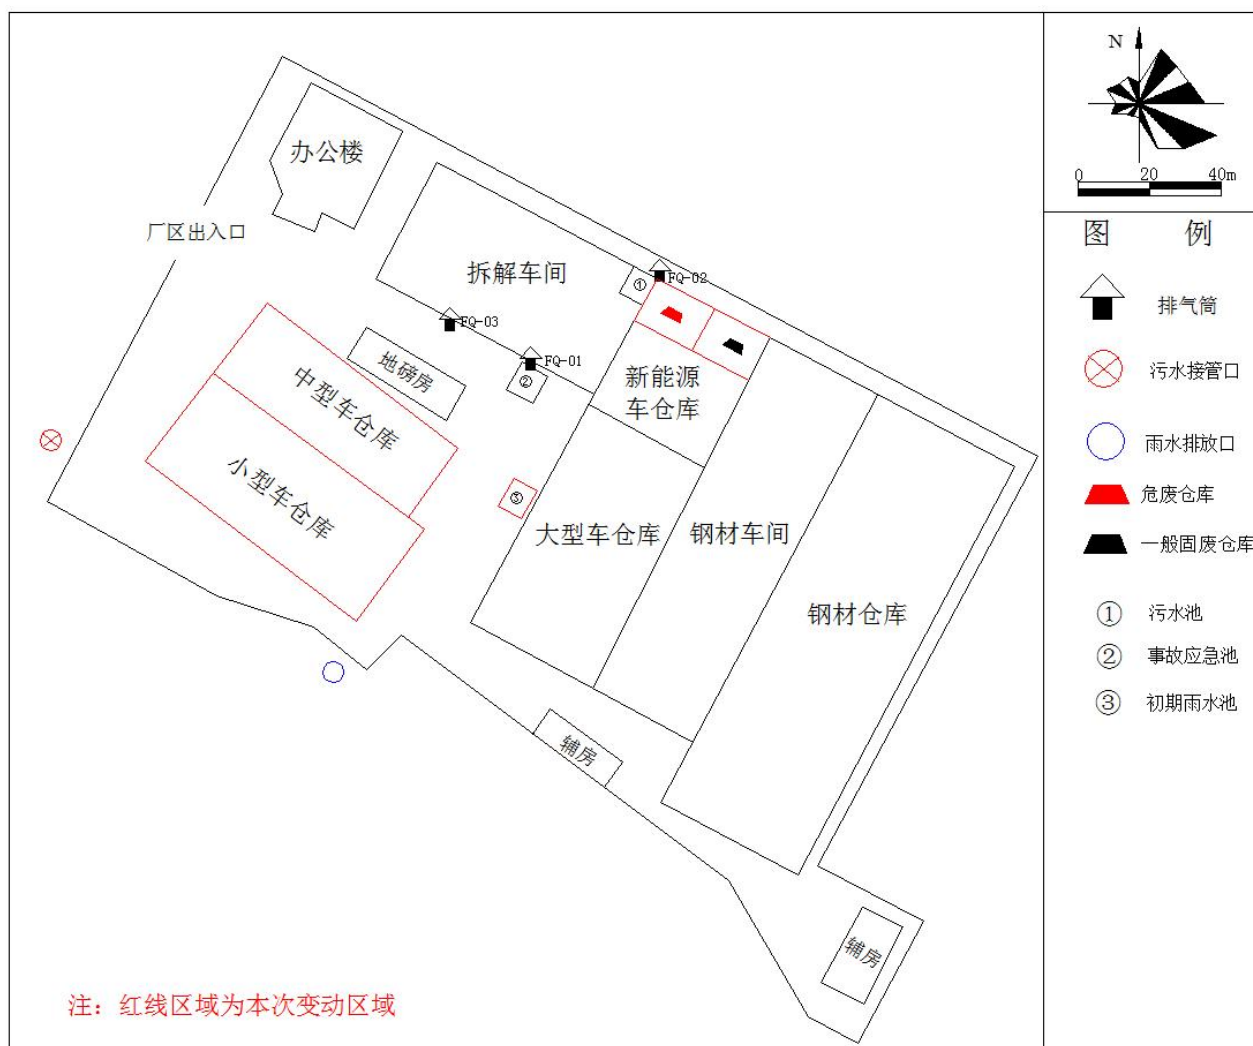 办公楼
厂区出入口
拆解车间
①
FQ-02
FQ-03
FQ-01
②
地磅房
中型车仓库
小型车仓库
新能源
车仓库
③
大型车仓库
钢材车间
钢材仓库
辅房
辅房
注：红线区域为本次变动区域
N
0 20 40m
图 例
排气筒
污水接管口
雨水排放口
危废仓库
一般固废仓库
① 污水池
② 事故应急池
③ 初期雨水池